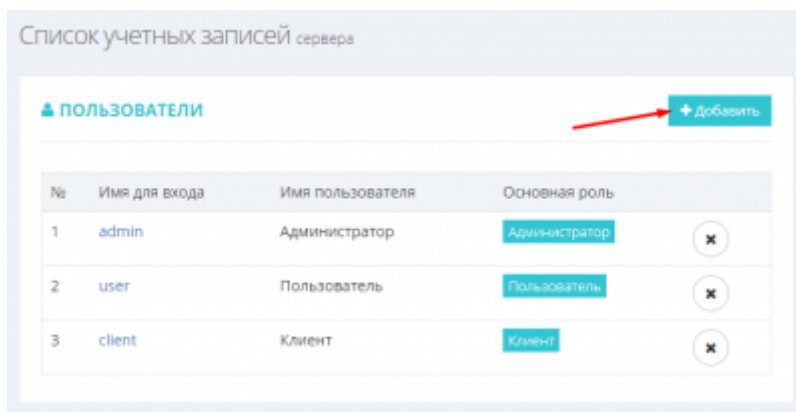 Список учетных записей сервера
ПОЛЬЗОВАТЕЛИ
+ Добавить
№ Имя для входа Имя пользователя Основная роль
1 admin Администратор Администратор
2 user Пользователь Пользователь
3 client Клиент Клиент